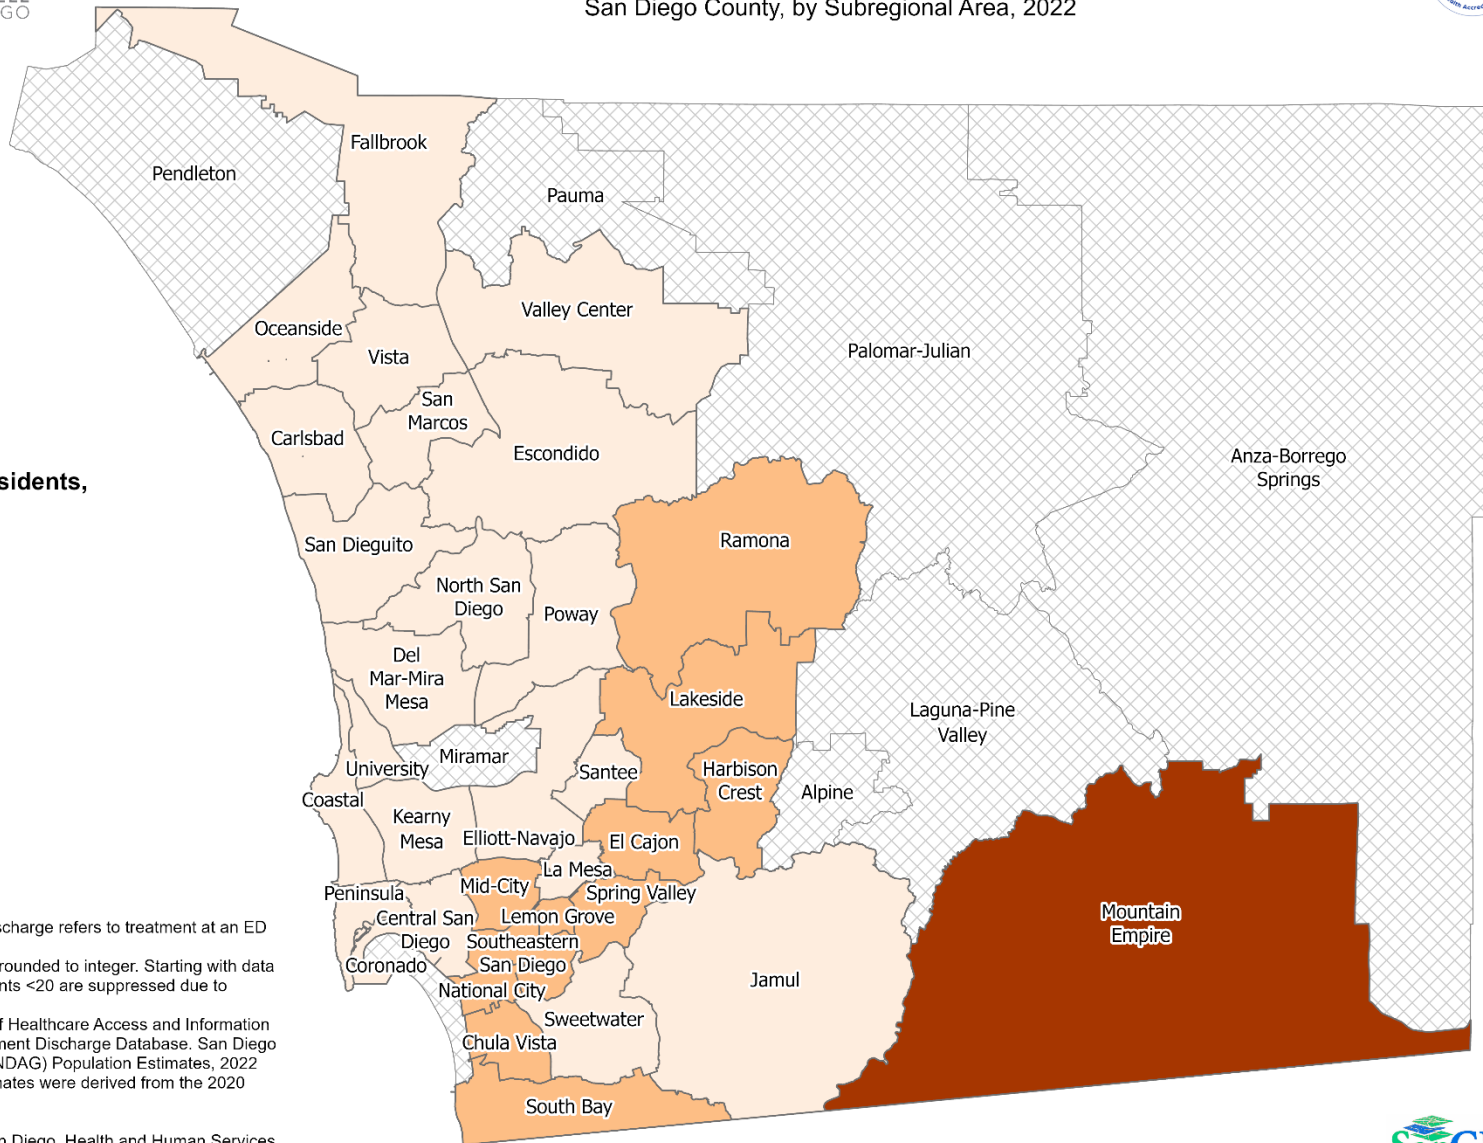 GO
San Diego County, by Subregional Area, 2022
Fallbrook
Pendleton
Pauma
Valley Center
Oceanside
Vista
Palomar-Julian
San
Marcos
Carlsbad
Escondido
Anza-Borrego
Springs
sidents,
Ramona
San Dieguito
North San
Diego
Poway
Del
Mar-Mira
Mesa
Lakeside
Laguna-Pine
Valley
Miramar
University
Santee
Harbison
Crest
Alpine
Coastal
Kearny
Mesa
Elliott-Navajo
El Cajon
La Mesa
Mid-City
Spring Valley
Peninsula
Central San
Diego
Lemon Grove
Mountain
Empire
Southeastern
San Diego
Coronado
National City
Jamul
Sweetwater
Chula Vista
South Bay
scharge refers to treatment at an ED
rounded to integer. Starting with data
nts <20 are suppressed due to
f Healthcare Access and Information
ment Discharge Database. San Diego
NDAG) Population Estimates, 2022
mates were derived from the 2020
n Diego, Health and Human Services